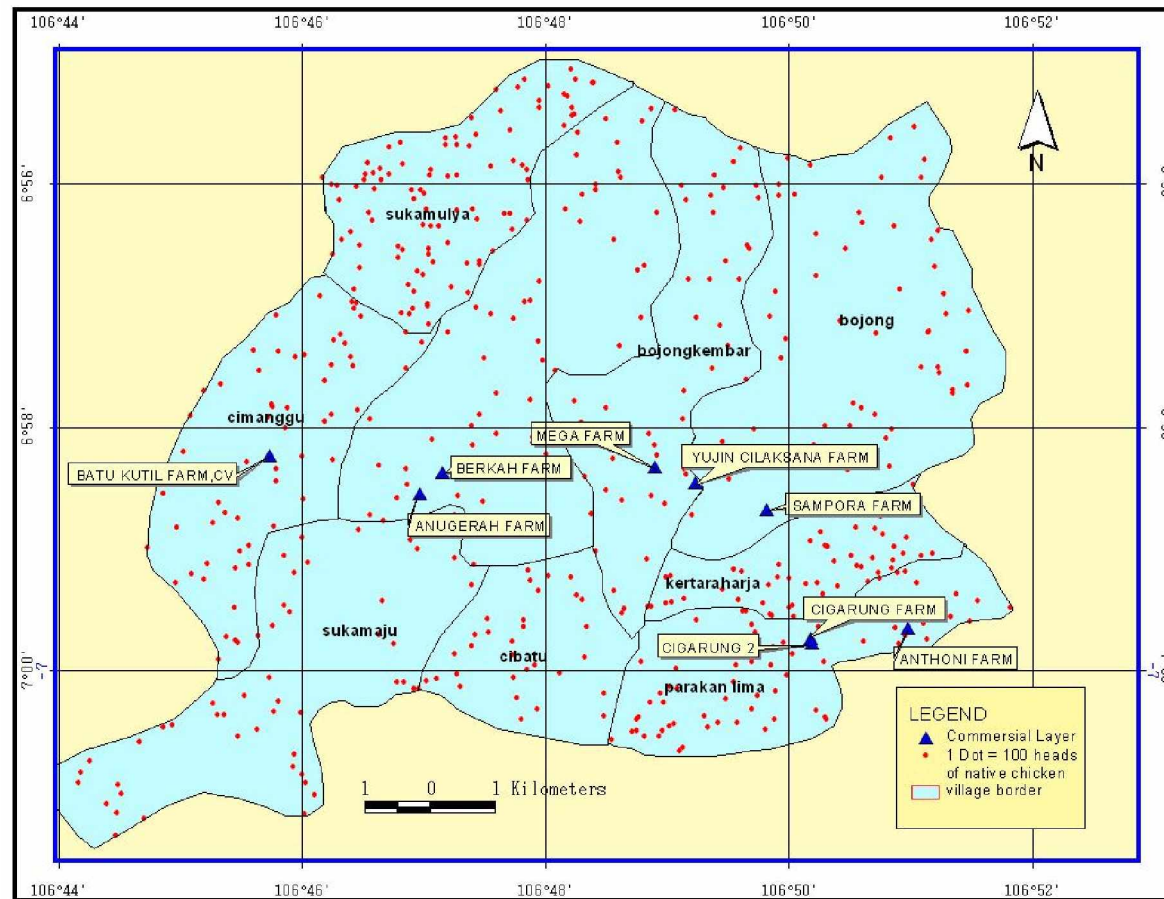 106°44' 106°46' 106°48' 106°50' 106°52'
6°56'
sukamulya
N
bojong
bojongkembar
6°58'
cimanggu
MEGA FARM
YUJIN CILAKSANA FARM
BATU KUTIL FARM,CV
BERKAH FARM
SAMPORA FARM
ANUGERAH FARM
kertaraharja
CIGARUNG FARM
sukamaju
cibatu
CIGARUNG 2
ANTHONI FARM
7°00'
parakan lima
LEGEND
Commersial Layer
1 Dot = 100 heads
of native chicken
village border
1 0 1 Kilometers
106°44' 106°46' 106°48' 106°50' 106°52'